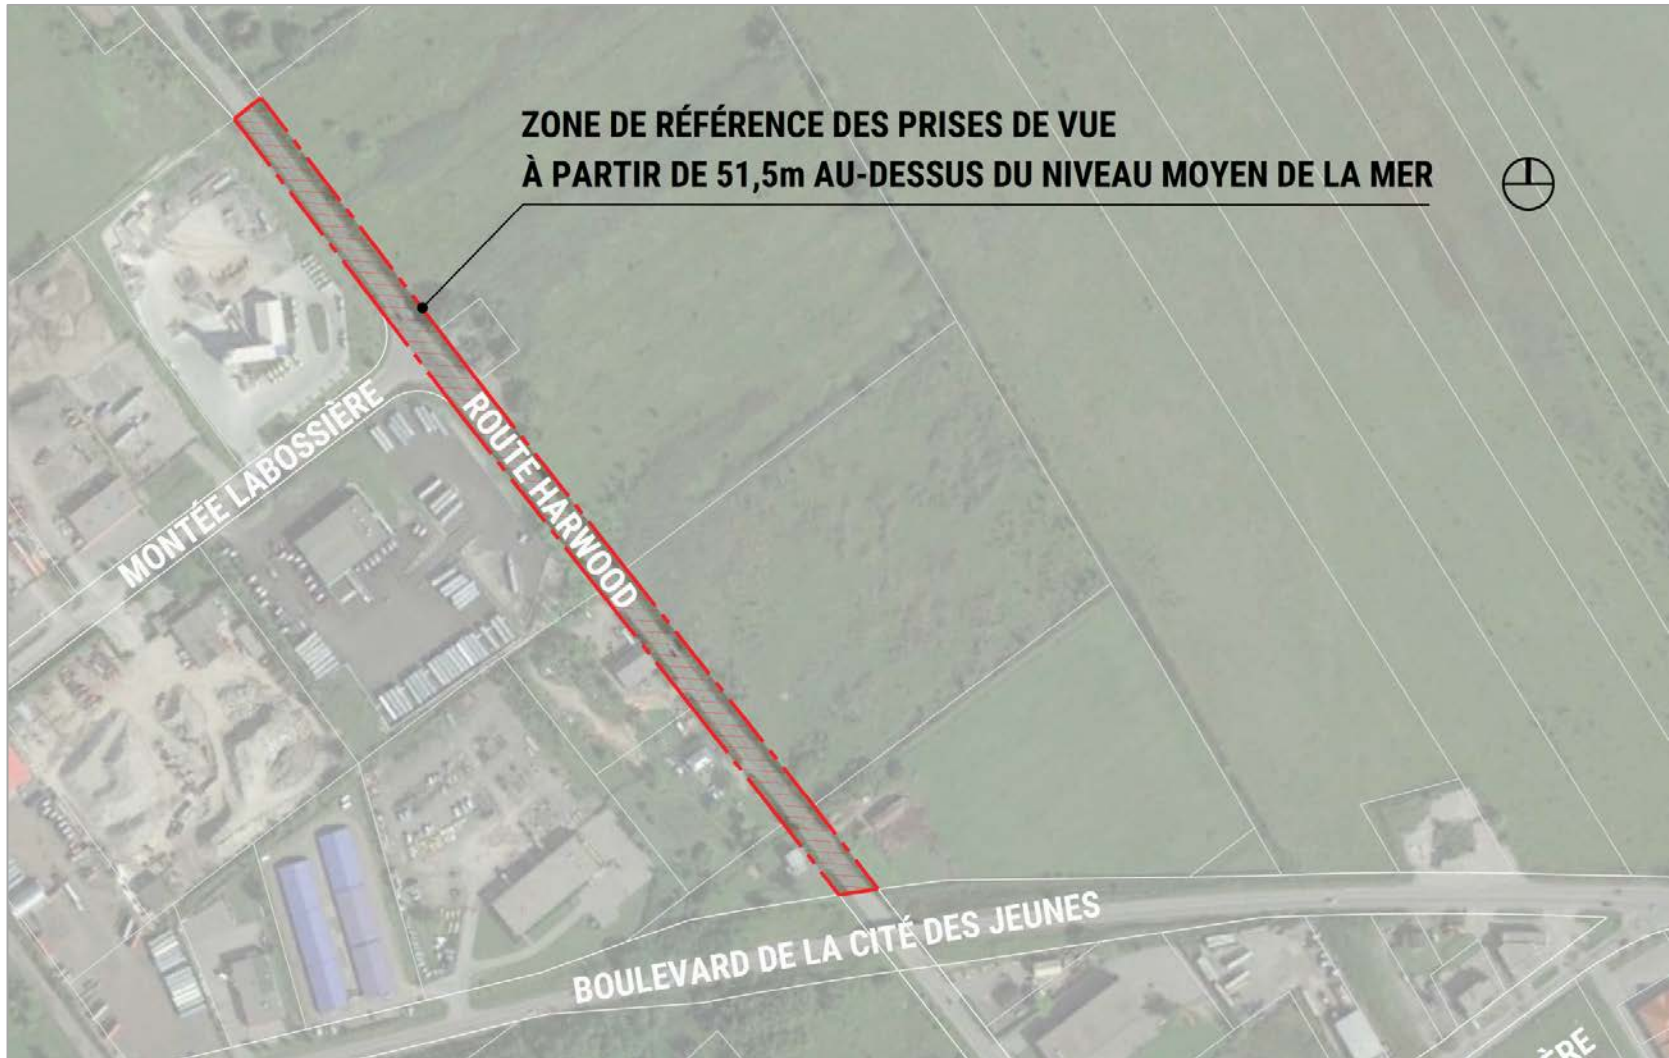 ZONE DE RÉFÉRENCE DES PRISES DE VUE
À PARTIR DE 51,5m AU-DESSUS DU NIVEAU MOYEN DE LA MER
MONTÉE LABOSSIÈRE
ROUTE HARWOOD
BOULEVARD DE LA CITÉ DES JEUNES
ÈRE